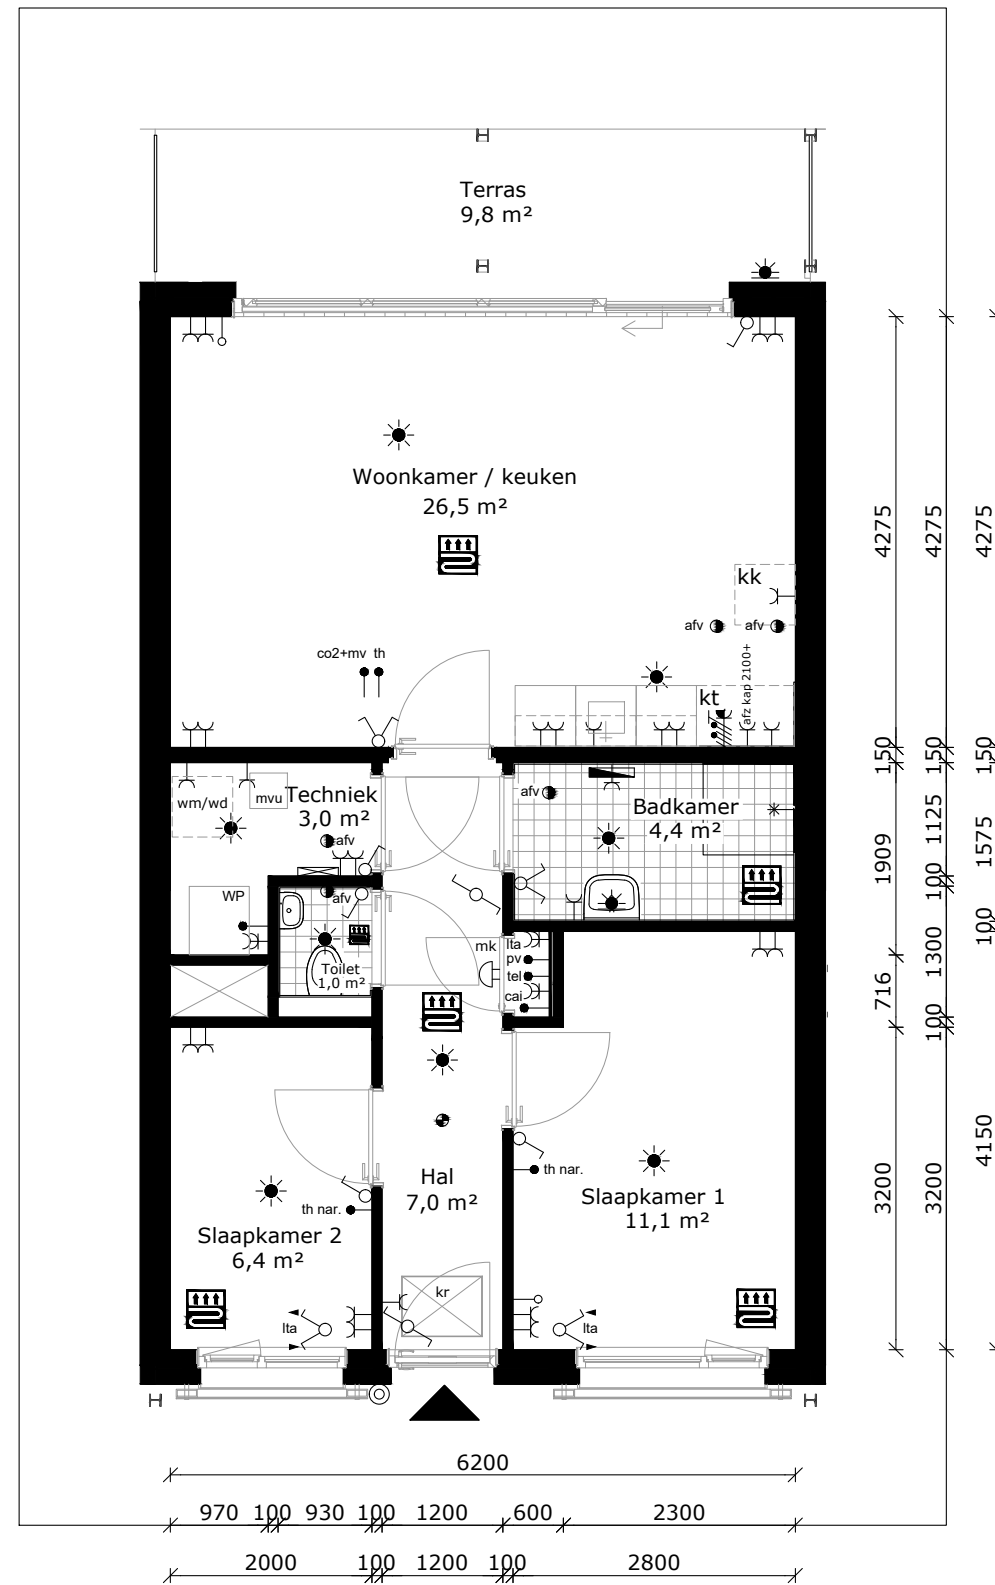 Terras
9,8 m²
Woonkamer / keuken
26,5 m²
kk
afv
afv
co2+mv th
afz kap 2100+
kt
wm/wd
mvu
Techniek
3,0 m²
afv
afv
Badkamer
4,4 m²
WP
afv
Toilet
1,0 m²
mk
lta
pv
tel
cai
Hal
7,0 m²
th nar.
Slaapkamer 1
11,1 m²
th nar.
Slaapkamer 2
6,4 m²
kr
lta
lta
4275
4275
4275
150
150
150
1909
1125
1575
100
100
1300
716
100
3200
3200
4150
6200
970 100 930 100 1200 600 2300
2000 100 1200 100 2800